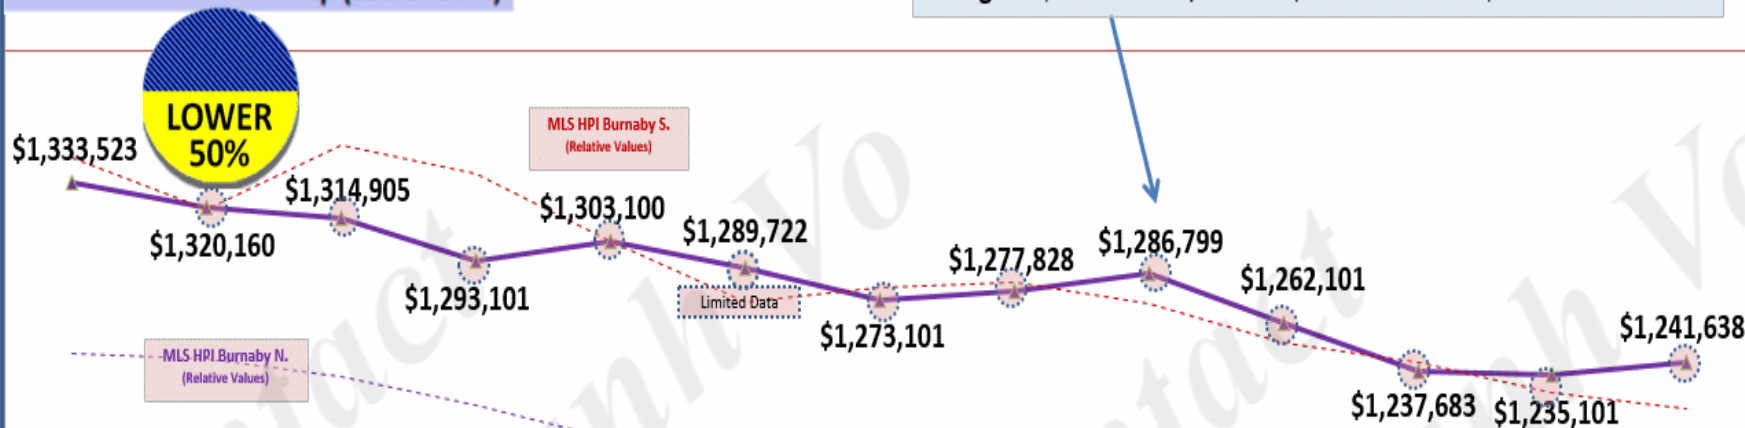 LOWER
50%
MLS HPI Burnaby S.
(Relative Values)
$1,333,523
$1,320,160
$1,314,905
$1,293,101
$1,303,100
$1,289,722
Limited Data
$1,273,101
$1,277,828
$1,286,799
$1,262,101
$1,237,683
$1,235,101
$1,241,638
MLS HPI Burnaby N.
(Relative Values)